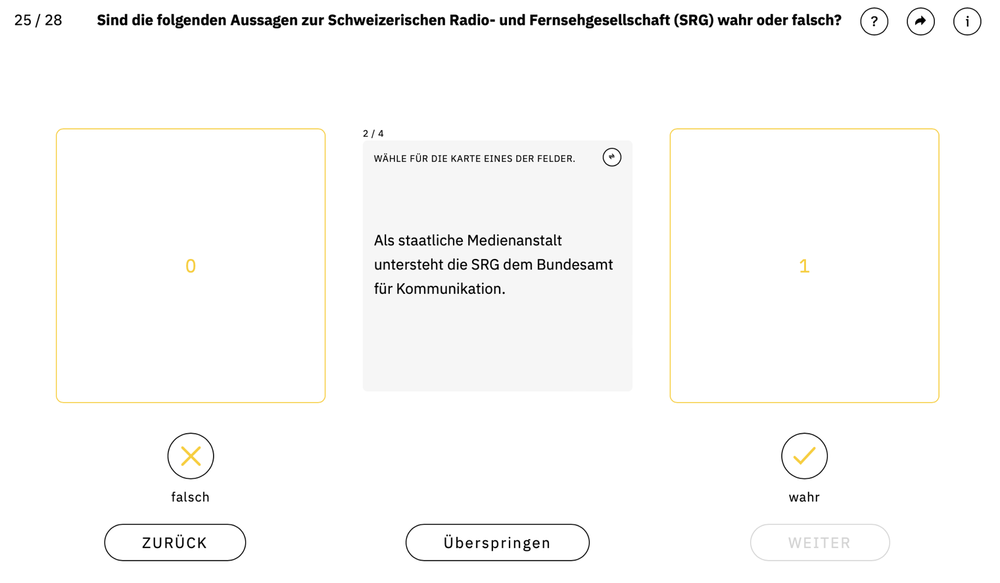 25 / 28
Sind die folgenden Aussagen zur Schweizerischen Radio- und Fernsehgesellschaft (SRG) wahr oder falsch?
?
i
2 / 4
WÄHLE FÜR DIE KARTE EINES DER FELDER.
0
Als staatliche Medienanstalt
untersteht die SRG dem Bundesamt
für Kommunikation.
1
falsch
wahr
ZURÜCK
Überspringen
WEITER